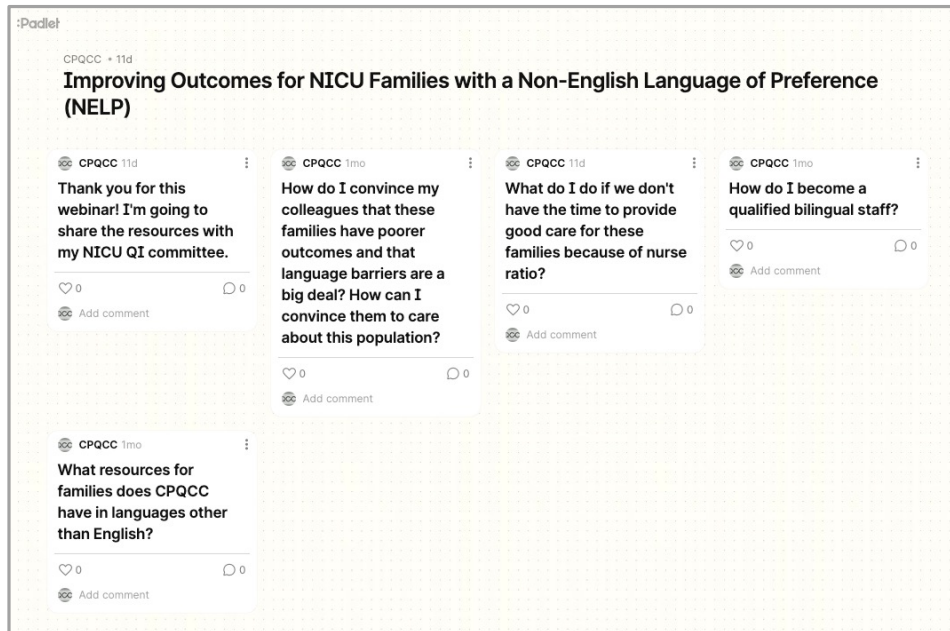 :Padlet
CPQCC • 11d
Improving Outcomes for NICU Families with a Non-English Language of Preference
(NELP)
CPQCC 11d
Thank you for this
webinar! I'm going to
share the resources with
my NICU QI committee.
0 0
Add comment
CPQCC 1mo
How do I convince my
colleagues that these
families have poorer
outcomes and that
language barriers are a
big deal? How can I
convince them to care
about this population?
0 0
Add comment
CPQCC 11d
What do I do if we don't
have the time to provide
good care for these
families because of nurse
ratio?
0 0
Add comment
CPQCC 1mo
How do I become a
qualified bilingual staff?
0 0
Add comment
CPQCC 1mo
What resources for
families does CPQCC
have in languages other
than English?
0 0
Add comment